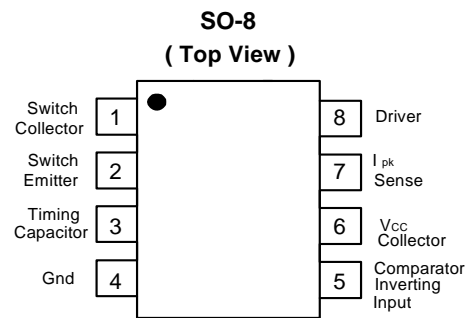 SO-8
( Top View )
Switch
Collector
1
8
Driver
Switch
Emitter
2
7
I pk
Sense
Timing
Capacitor
3
6
Vcc
Collector
Gnd
4
5
Comparator
Inverting
Input